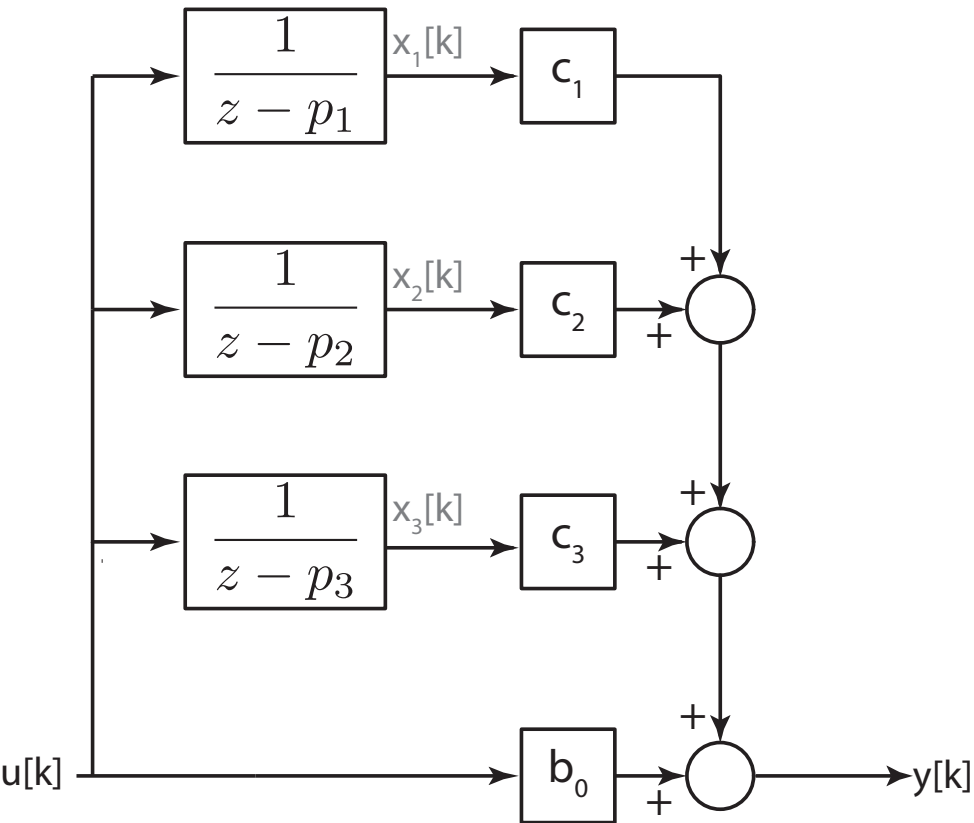 1
z − p₁
x₁[k]
c₁
+
1
z − p₂
x₂[k]
c₂
+
+
1
z − p₃
x₃[k]
c₃
+
+
u[k]
b₀
+
+
y[k]